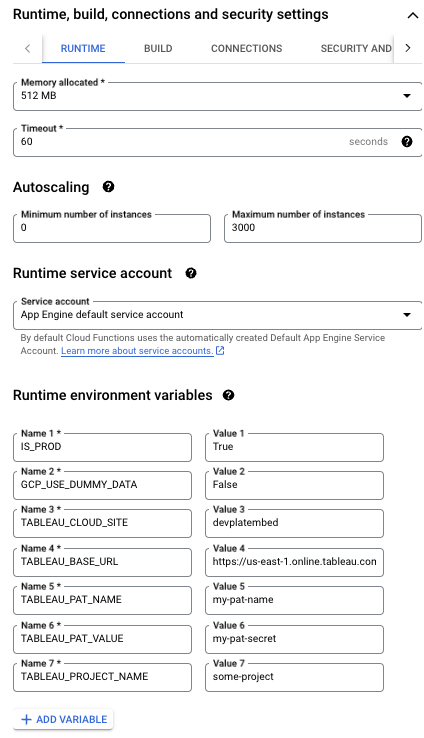 Runtime, build, connections and security settings
RUNTIME BUILD CONNECTIONS SECURITY AND
Memory allocated *
512 MB
Timeout *
60 seconds
Autoscaling
Minimum number of instances
0
Maximum number of instances
3000
Runtime service account
Service account
App Engine default service account
By default Cloud Functions uses the automatically created Default App Engine Service
Account. Learn more about service accounts.
Runtime environment variables
Name 1 *
IS_PROD
Value 1
True
Name 2 *
GCP_USE_DUMMY_DATA
Value 2
False
Name 3 *
TABLEAU_CLOUD_SITE
Value 3
devplatembed
Name 4 *
TABLEAU_BASE_URL
Value 4
https://us-east-1.online.tableau.con
Name 5 *
TABLEAU_PAT_NAME
Value 5
my-pat-name
Name 6 *
TABLEAU_PAT_VALUE
Value 6
my-pat-secret
Name 7 *
TABLEAU_PROJECT_NAME
Value 7
some-project
+ ADD VARIABLE